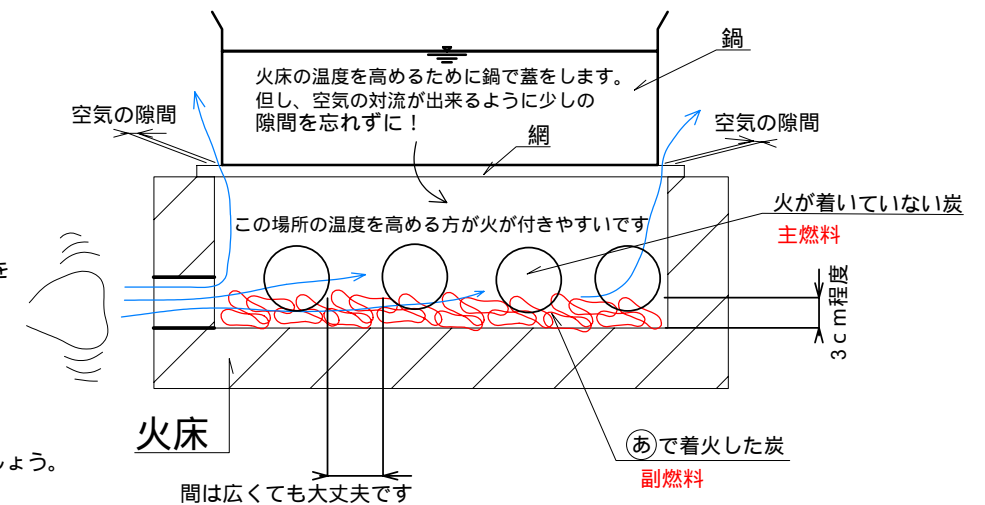 鍋
火床の温度を高めるために鍋で蓋をします。
但し、空気の対流が出来るように少しの
隙間を忘れずに！
空気の隙間
空気の隙間
網
火が着いていない炭
主燃料
この場所の温度を高める方が火が付きやすいです
を
3ｃｍ程度
火床
あで着火した炭
副燃料
しょう。
間は広くても大丈夫です